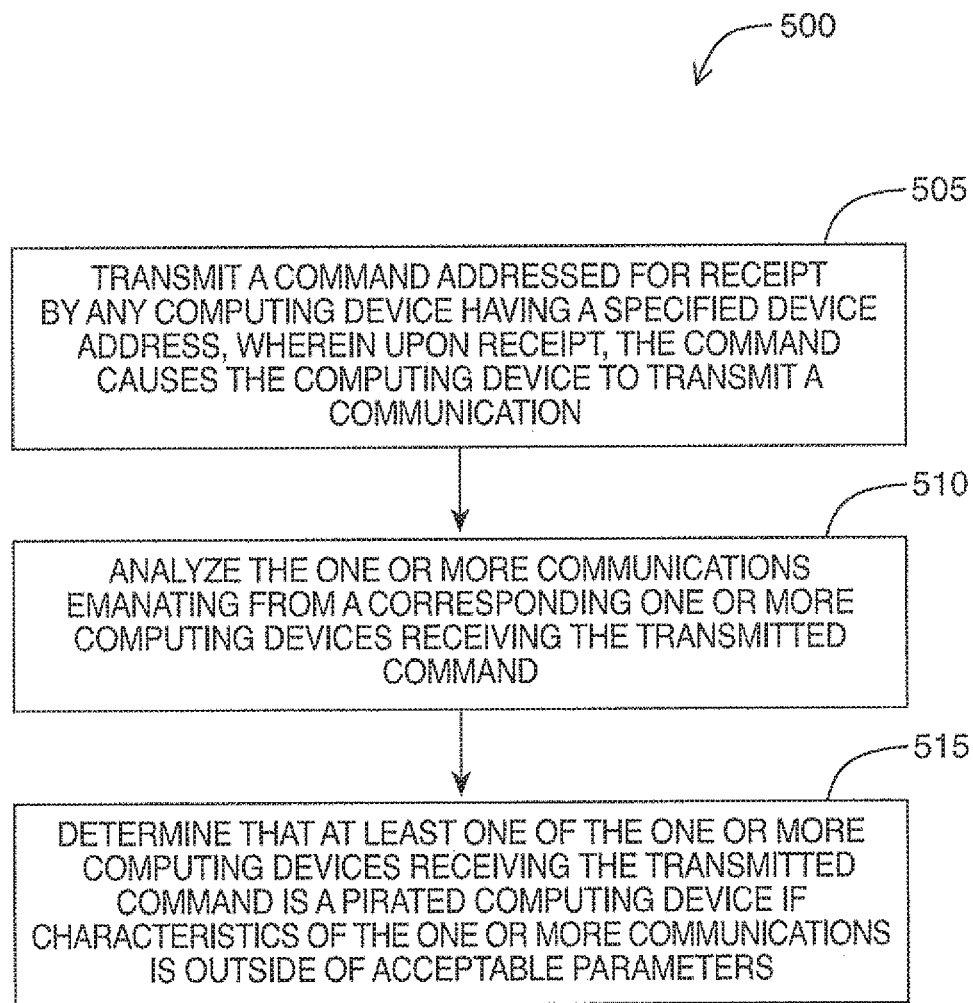 500
505
TRANSMIT A COMMAND ADDRESSED FOR RECEIPT
BY ANY COMPUTING DEVICE HAVING A SPECIFIED DEVICE
ADDRESS, WHEREIN UPON RECEIPT, THE COMMAND
CAUSES THE COMPUTING DEVICE TO TRANSMIT A
COMMUNICATION
510
ANALYZE THE ONE OR MORE COMMUNICATIONS
EMANATING FROM A CORRESPONDING ONE OR MORE
COMPUTING DEVICES RECEIVING THE TRANSMITTED
COMMAND
515
DETERMINE THAT AT LEAST ONE OF THE ONE OR MORE
COMPUTING DEVICES RECEIVING THE TRANSMITTED
COMMAND IS A PIRATED COMPUTING DEVICE IF
CHARACTERISTICS OF THE ONE OR MORE COMMUNICATIONS
IS OUTSIDE OF ACCEPTABLE PARAMETERS